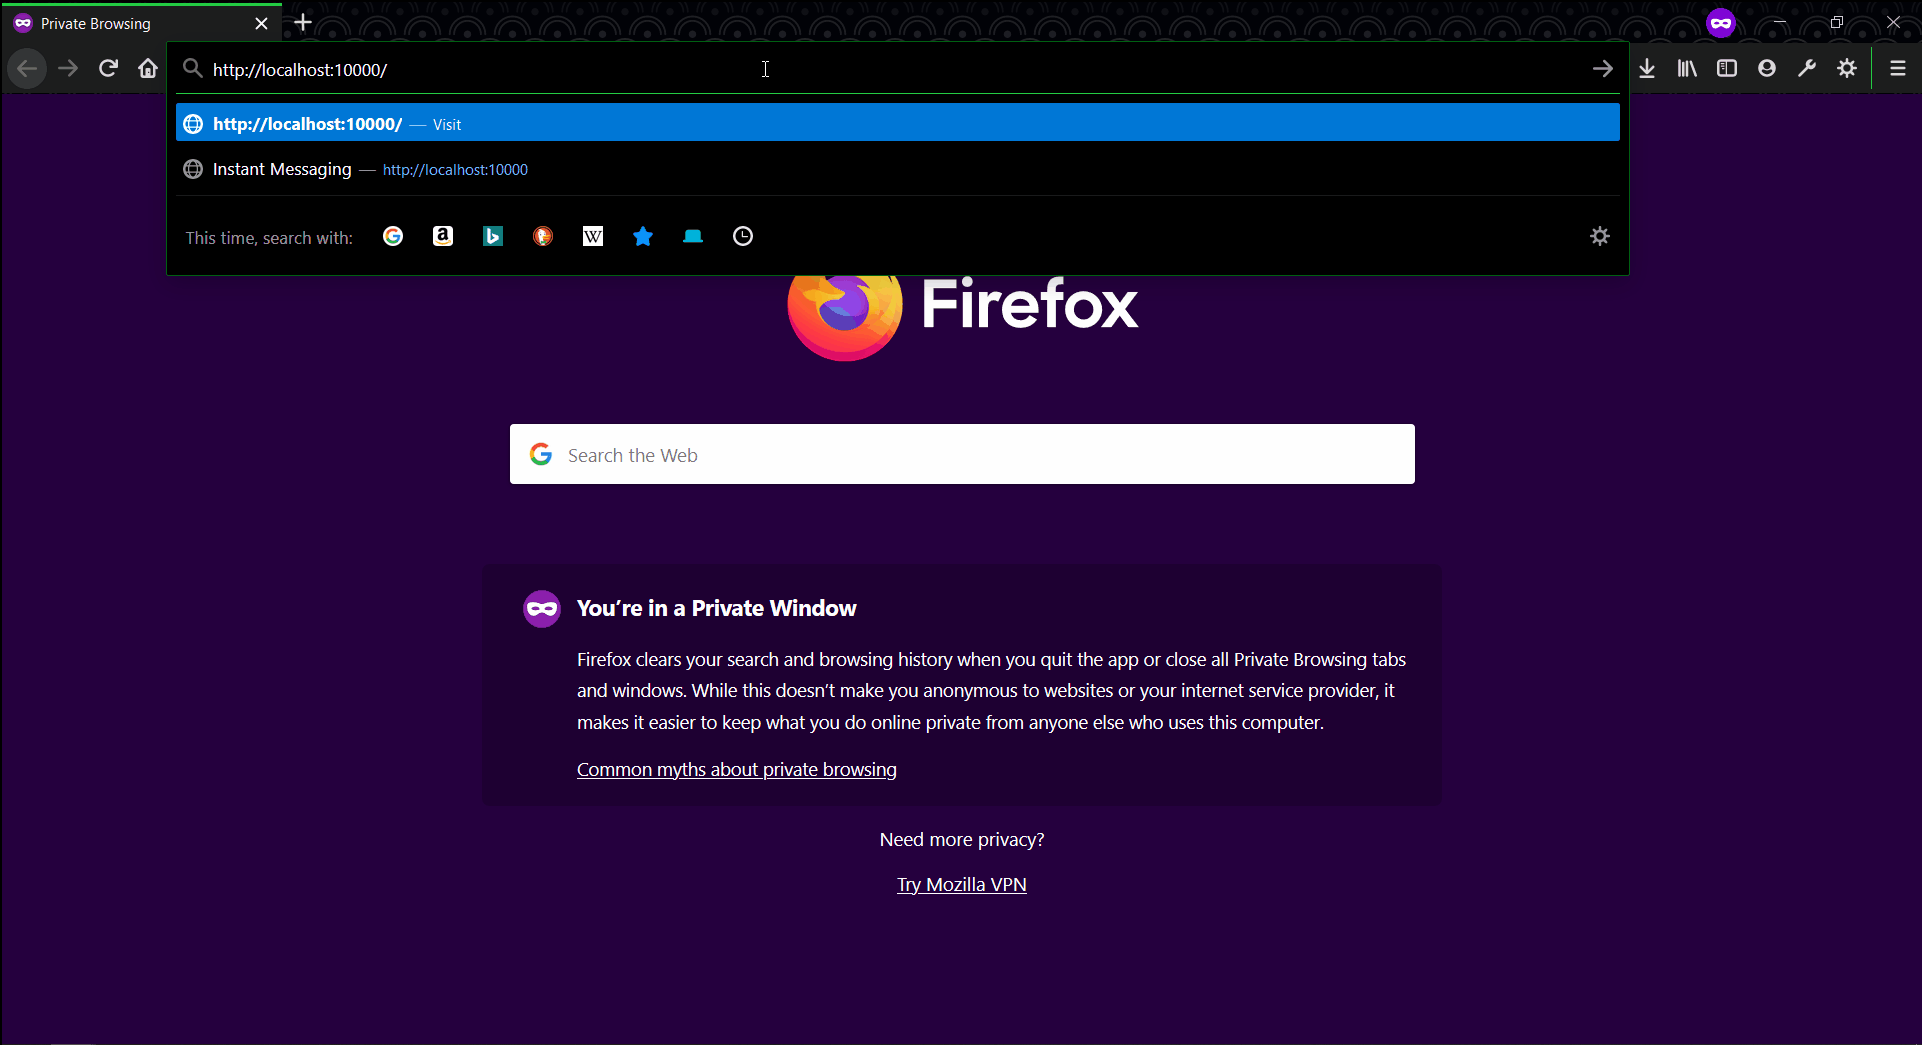 Private Browsing
http://localhost:10000/
http://localhost:10000/ — Visit
Instant Messaging — http://localhost:10000
This time, search with:
Firefox
Search the Web
You’re in a Private Window
Firefox clears your search and browsing history when you quit the app or close all Private Browsing tabs
and windows. While this doesn’t make you anonymous to websites or your internet service provider, it
makes it easier to keep what you do online private from anyone else who uses this computer.
Common myths about private browsing
Need more privacy?
Try Mozilla VPN